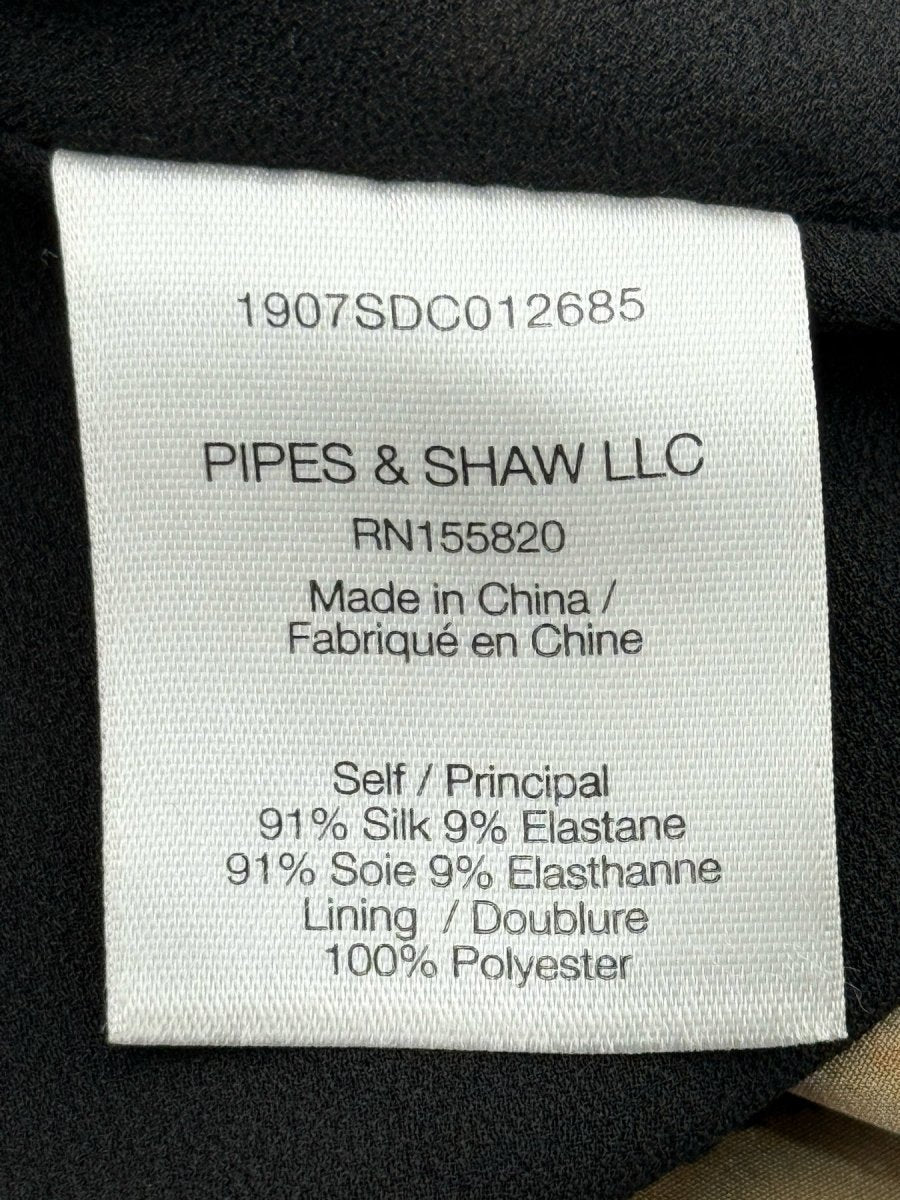 1907SDC012685
PIPES & SHAW LLC
RN155820
Made in China /
Fabriqué en Chine
Self / Principal
91% Silk 9% Elastane
91% Soie 9% Elasthanne
Lining / Doublure
100% Polyester